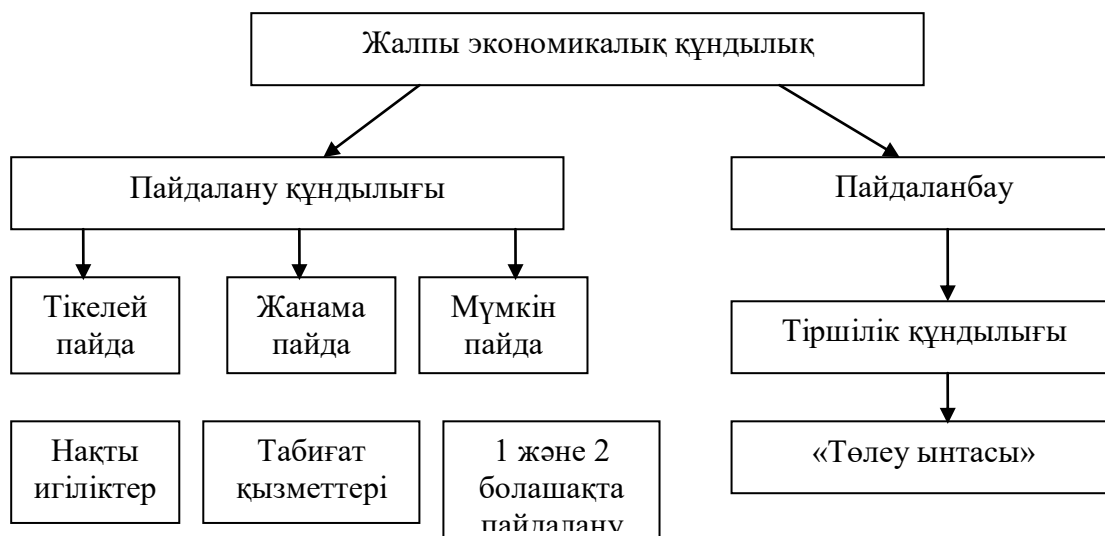 Жалпы экономикалық құндылық
Пайдалану құндылығы
Пайдаланбау
Тікелей
пайда
Жанама
пайда
Мүмкін
пайда
Тіршілік құндылығы
Нақты
игіліктер
Табиғат
қызметтері
1 және 2
болашақта
пайдалану
«Төлеу ынтасы»